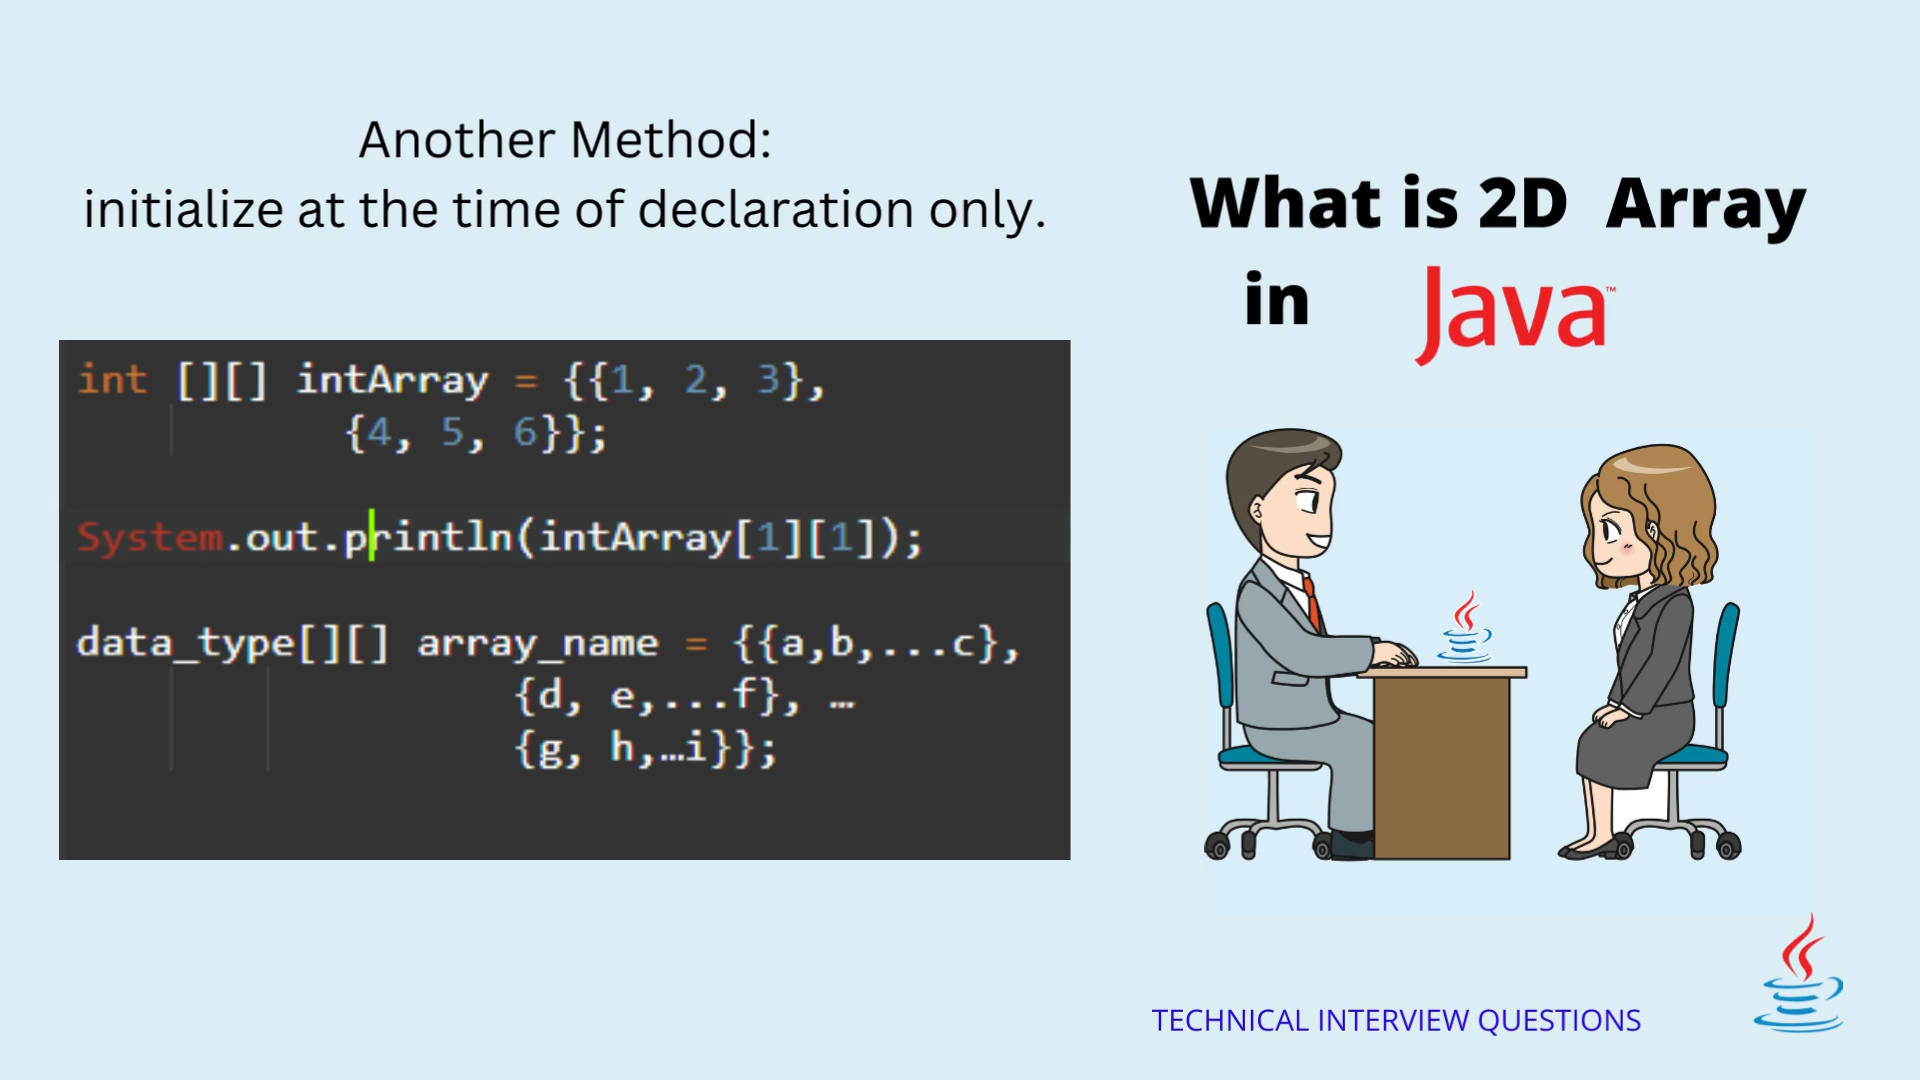 Another Method:
initialize at the time of declaration only.
int [][] intArray = {{1, 2, 3},
{4, 5, 6}};
System.out.println(intArray[1][1]);
data_type[][] array_name = {{a,b,...c},
{d, e,...f}, …
{g, h,…i}};
What is 2D Array
in Java™
TECHNICAL INTERVIEW QUESTIONS